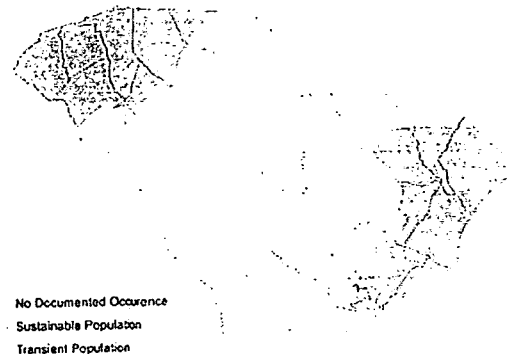 No Documented Occurence
Sustainable Population
Transient Population